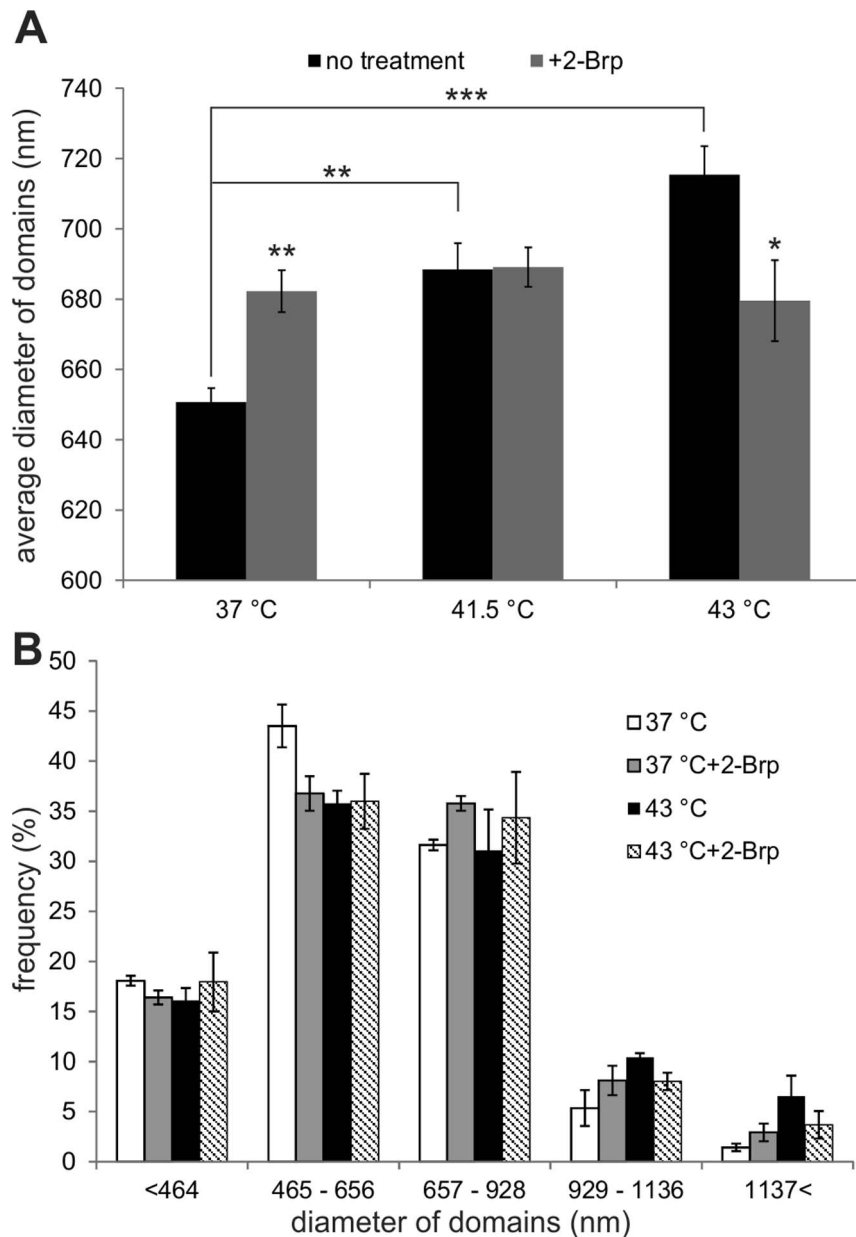 A
no treatment +2-Brp
average diameter of domains (nm)
740
720
700
680
660
640
620
600
***
**
**
*
37 °C 41.5 °C 43 °C
B
frequency (%)
50
45
40
35
30
25
20
15
10
5
0
37 °C
37 °C+2-Brp
43 °C
43 °C+2-Brp
<464 465 - 656 657 - 928 929 - 1136 1137<
diameter of domains (nm)